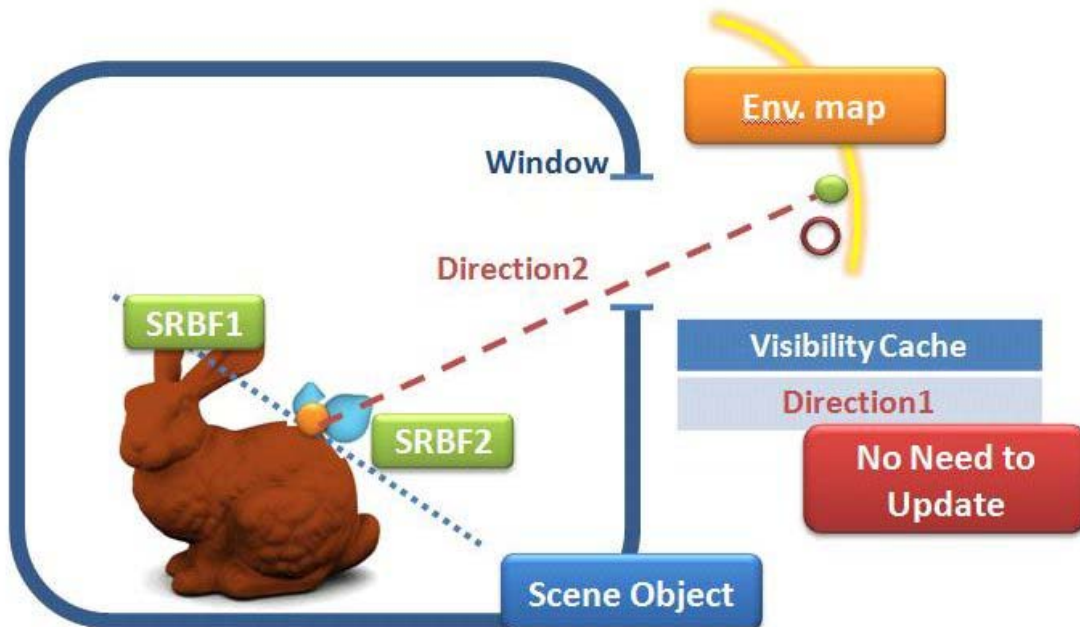 Env. map
Window
Direction2
SRBF1
Visibility Cache
Direction1
SRBF2
No Need to
Update
Scene Object